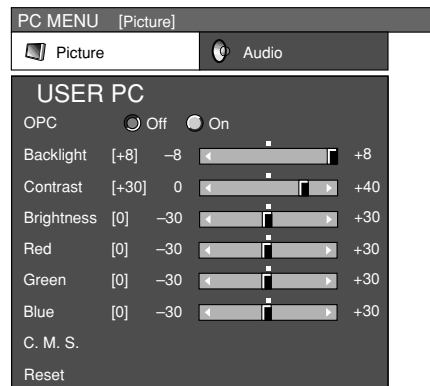 PC MENU [Picture]
Picture Audio
USER PC
OPC Off On
Backlight [+8] –8 +8
Contrast [+30] 0 +40
Brightness [0] –30 +30
Red [0] –30 +30
Green [0] –30 +30
Blue [0] –30 +30
C. M. S.
Reset